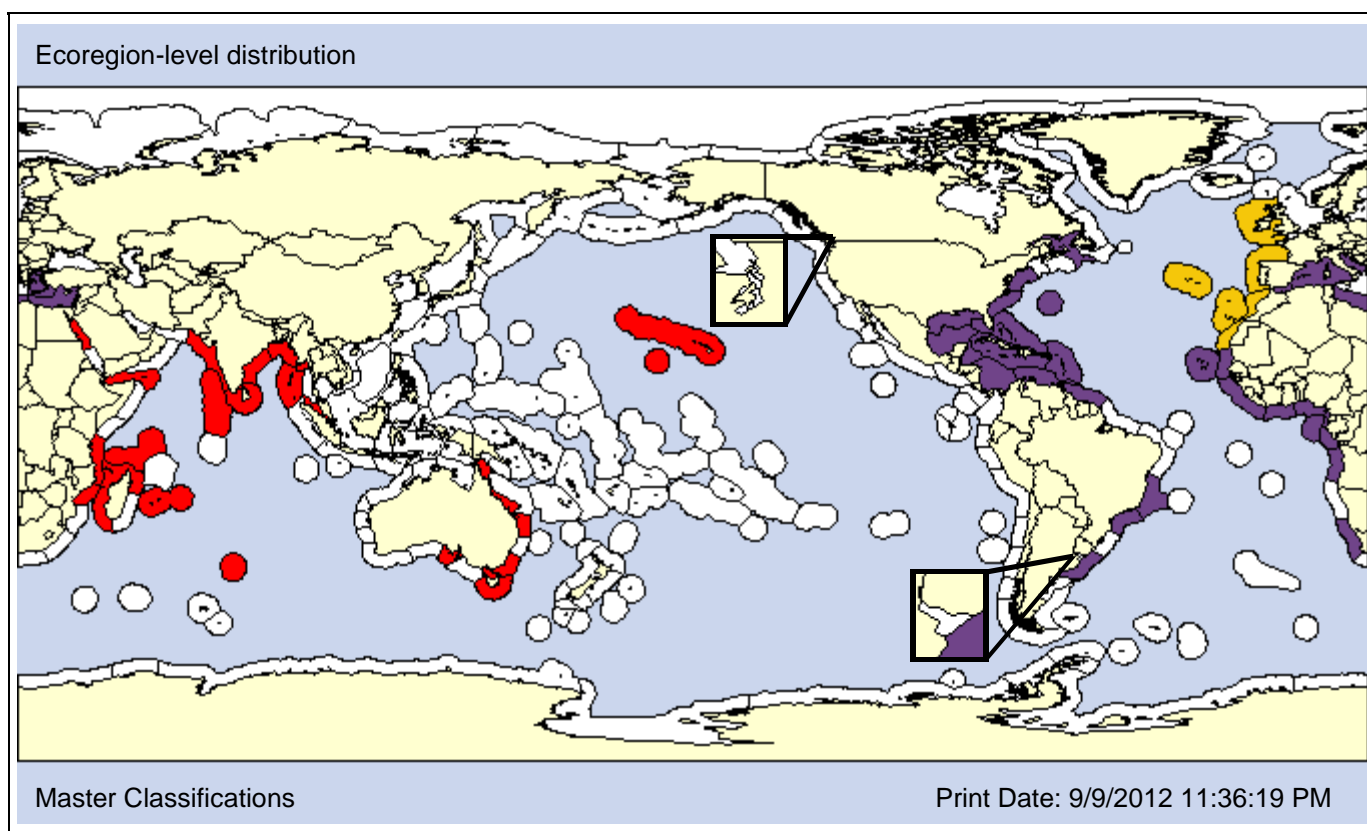 Ecoregion-level distribution
Master Classifications
Print Date: 9/9/2012 11:36:19 PM